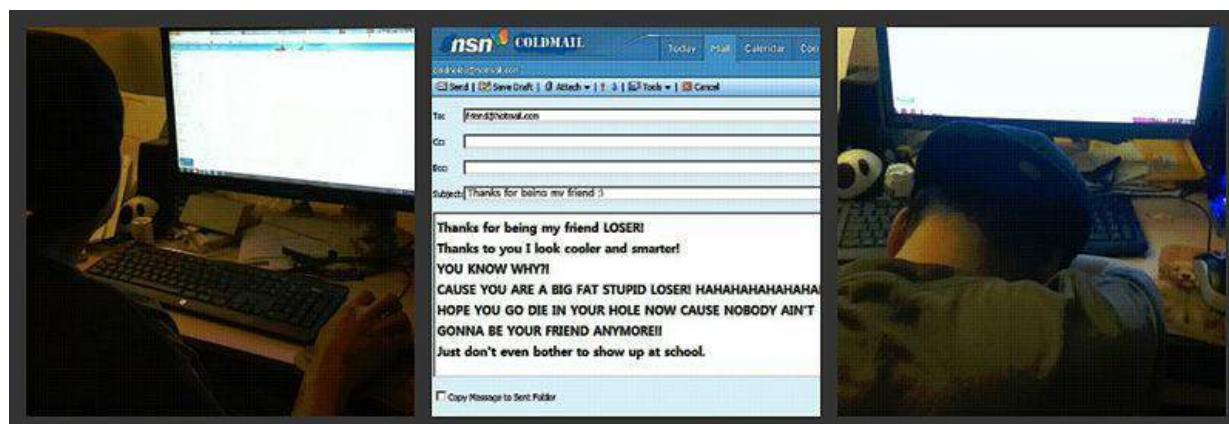 nsn COLDMAIL
Today Mail Calendar
Send | Save Draft | Attach | Tools | Cancel
To: friend@hotmail.com
Cc:
Bcc:
Subject: Thanks for being my friend :)
Thanks for being my friend LOSER!
Thanks to you I look cooler and smarter!
YOU KNOW WHY?!
CAUSE YOU ARE A BIG FAT STUPID LOSER! HAHAHAHAHAHAHA
HOPE YOU GO DIE IN YOUR HOLE NOW CAUSE NOBODY AIN'T
GONNA BE YOUR FRIEND ANYMORE!!!
Just don't even bother to show up at school.
Copy Message to Sent Folder